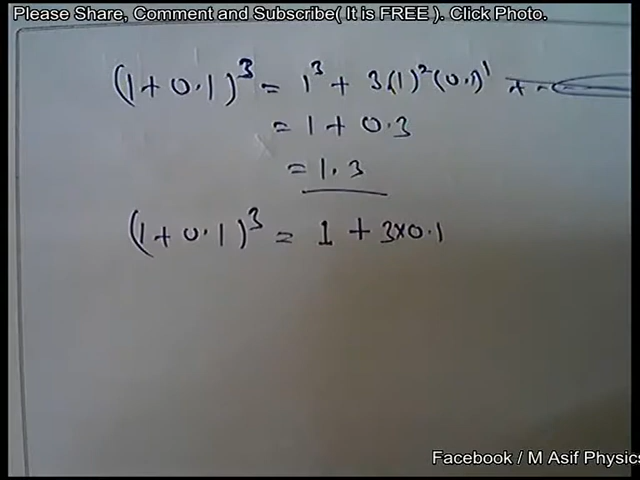 Please Share, Comment and Subscribe( It is FREE ). Click Photo.
(1+0.1)³ = 1³ + 3(1)²(0.1)¹ +
= 1 + 0.3
= 1.3
(1+0.1)³ = 1 + 3×0.1
Facebook / M Asif Physics